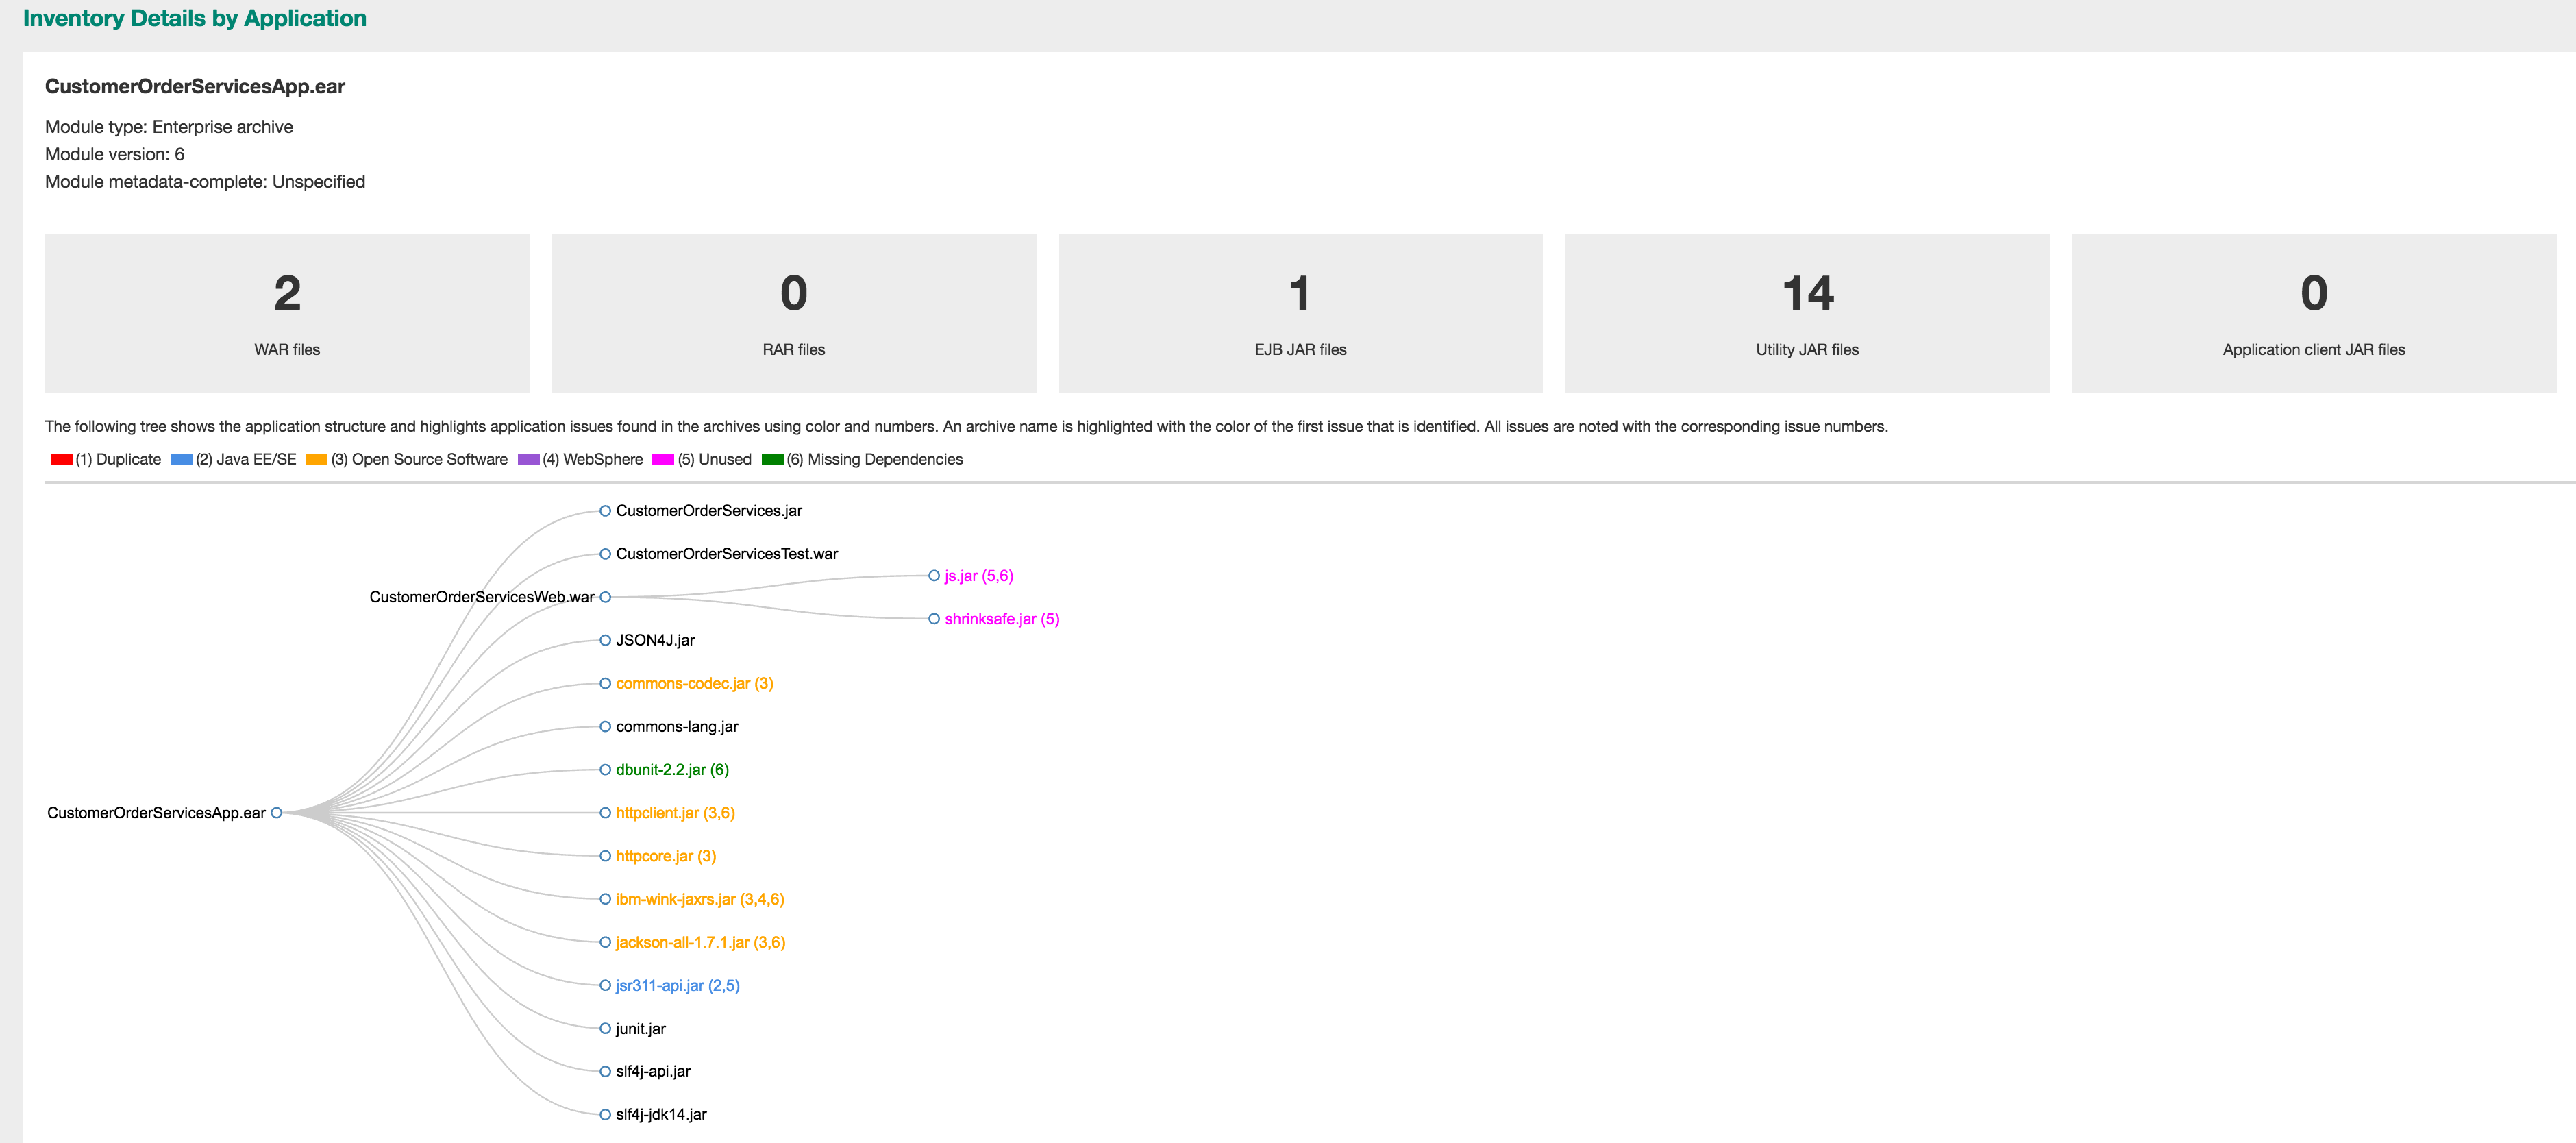 Inventory Details by Application
CustomerOrderServicesApp.ear
Module type: Enterprise archive
Module version: 6
Module metadata-complete: Unspecified
2
WAR files
0
RAR files
1
EJB JAR files
14
Utility JAR files
0
Application client JAR files
The following tree shows the application structure and highlights application issues found in the archives using color and numbers. An archive name is highlighted with the color of the first issue that is identified. All issues are noted with the corresponding issue numbers.
(1) Duplicate (2) Java EE/SE (3) Open Source Software (4) WebSphere (5) Unused (6) Missing Dependencies
CustomerOrderServices.jar
CustomerOrderServicesTest.war
js.jar (5,6)
CustomerOrderServicesWeb.war
shrinksafe.jar (5)
JSON4J.jar
commons-codec.jar (3)
commons-lang.jar
dbunit-2.2.jar (6)
CustomerOrderServicesApp.ear
httpclient.jar (3,6)
httpcore.jar (3)
ibm-wink-jaxrs.jar (3,4,6)
jackson-all-1.7.1.jar (3,6)
jsr311-api.jar (2,5)
junit.jar
slf4j-api.jar
slf4j-jdk14.jar